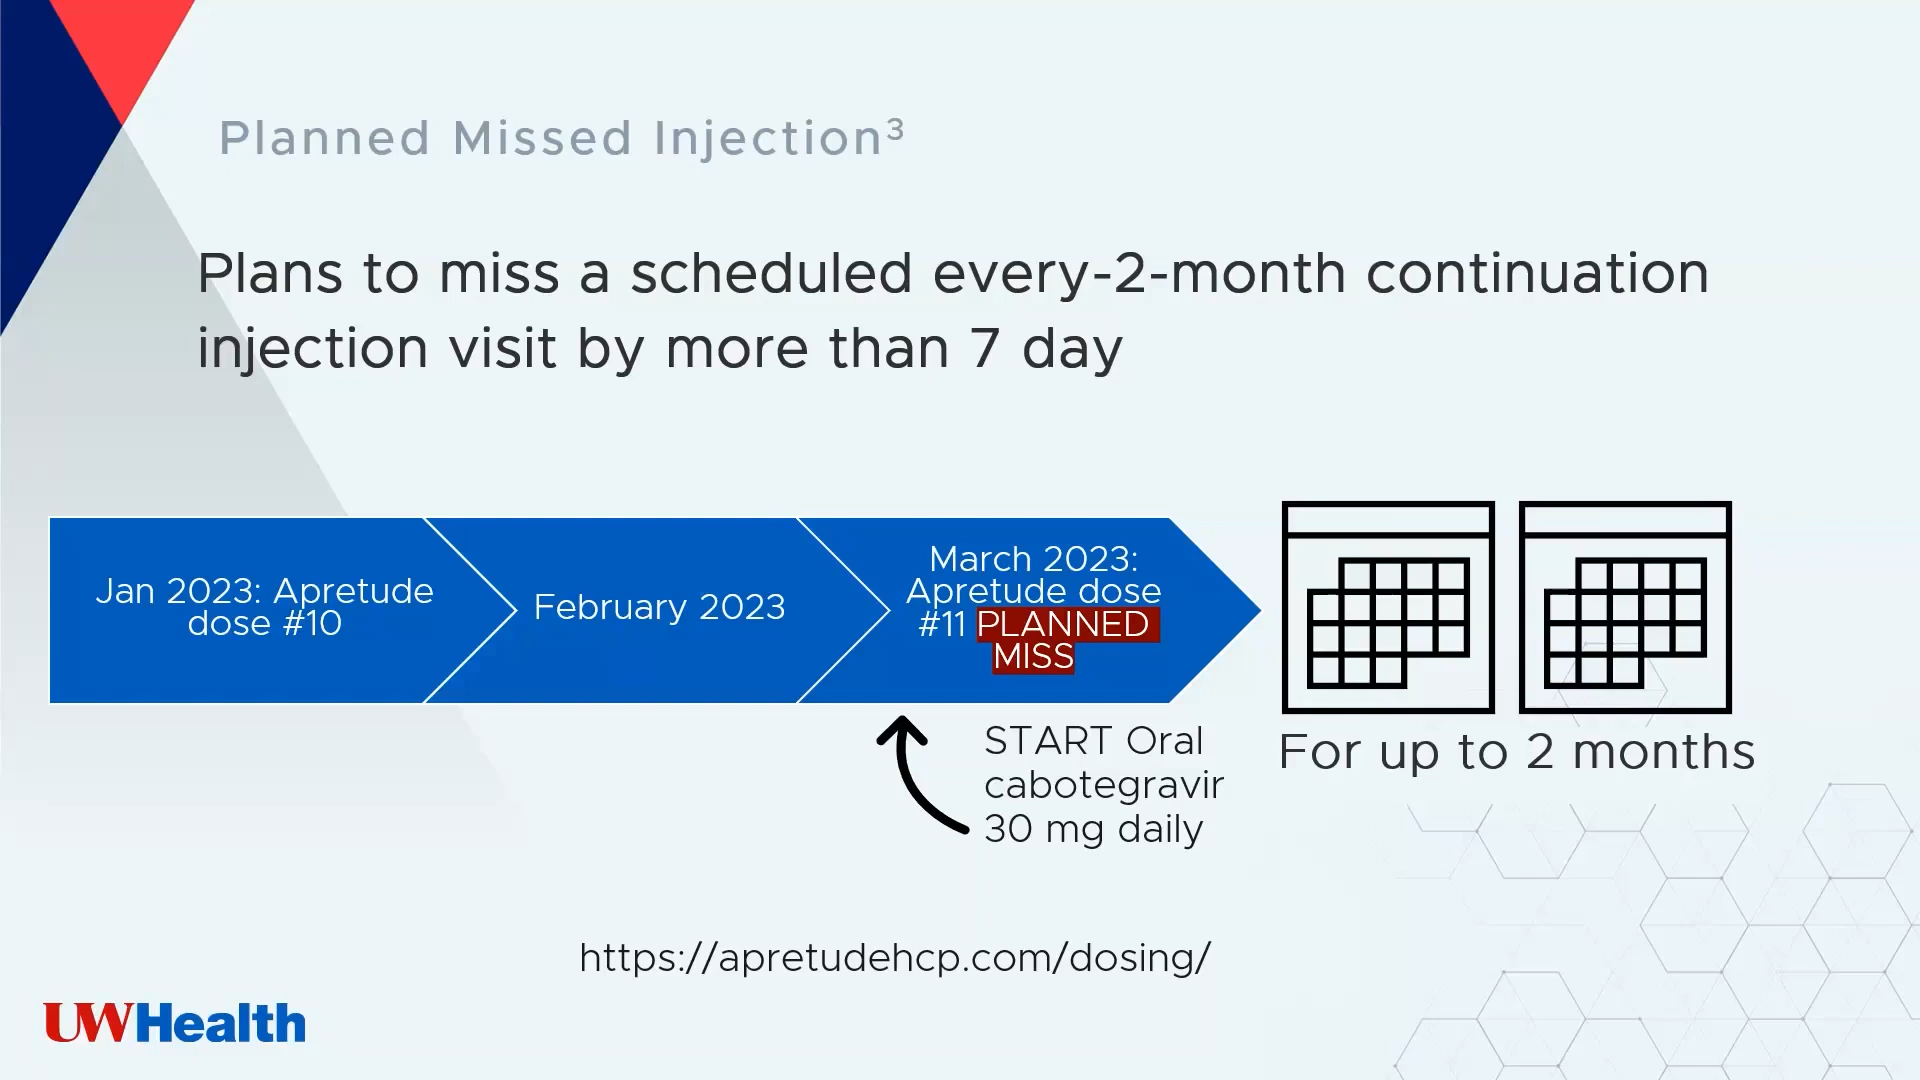 Planned Missed Injection³
Plans to miss a scheduled every-2-month continuation
injection visit by more than 7 day
Jan 2023: Apretude
dose #10
February 2023
March 2023:
Apretude dose
#11 PLANNED
MISS
START Oral
cabotegravir
30 mg daily
For up to 2 months
https://apretudehcp.com/dosing/
UWHealth